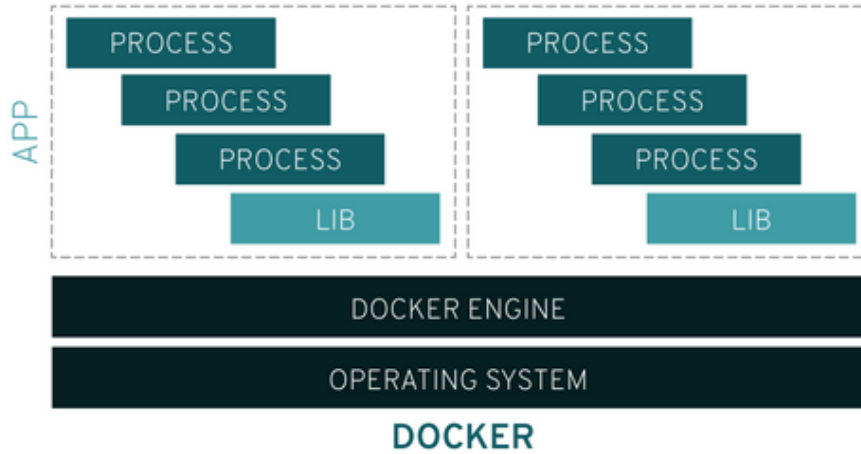 APP
PROCESS
PROCESS
PROCESS
LIB
PROCESS
PROCESS
PROCESS
LIB
DOCKER ENGINE
OPERATING SYSTEM
DOCKER